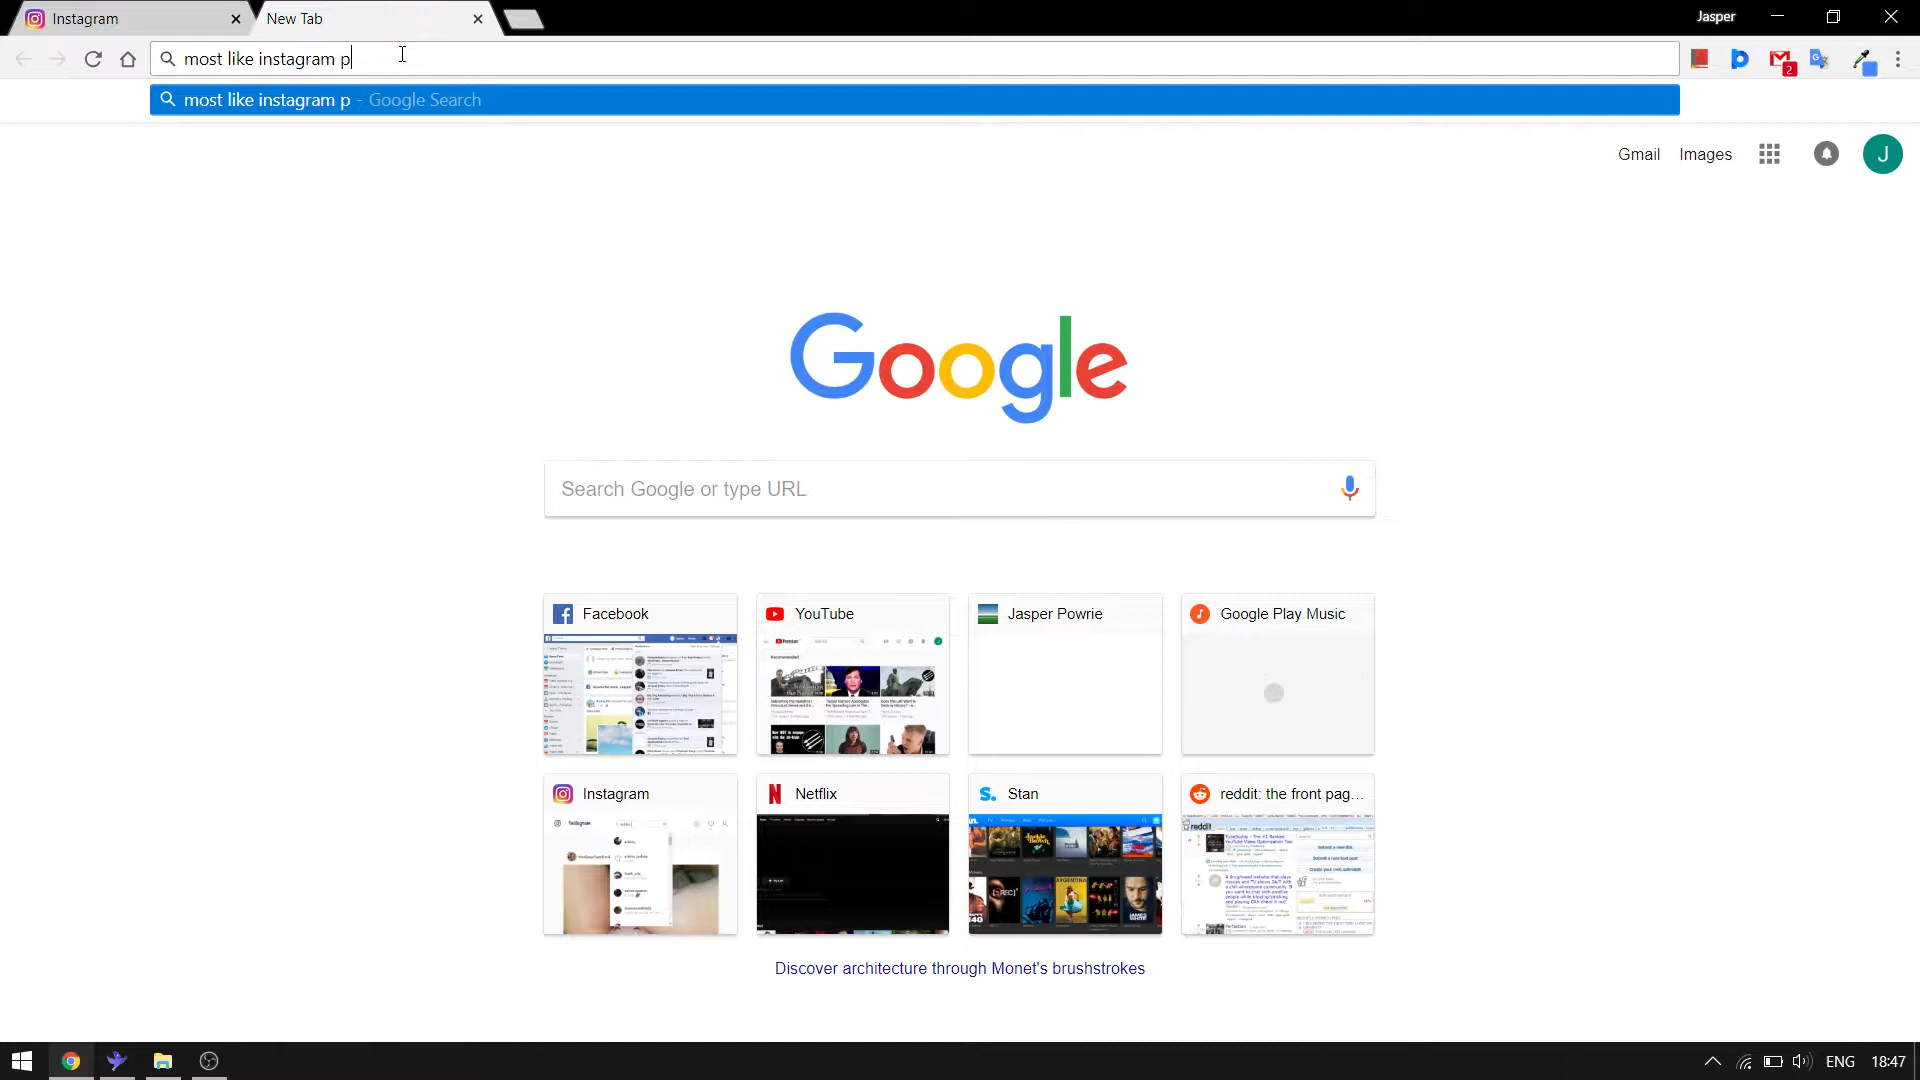 Instagram
New Tab
Jasper
most like instagram p
2
most like instagram p - Google Search
Gmail
Images
J
Google
Search Google or type URL
Facebook
YouTube
Jasper Powrie
Google Play Music
Instagram
Netflix
Stan
reddit: the front pag...
Discover architecture through Monet's brushstrokes
ENG
18:47